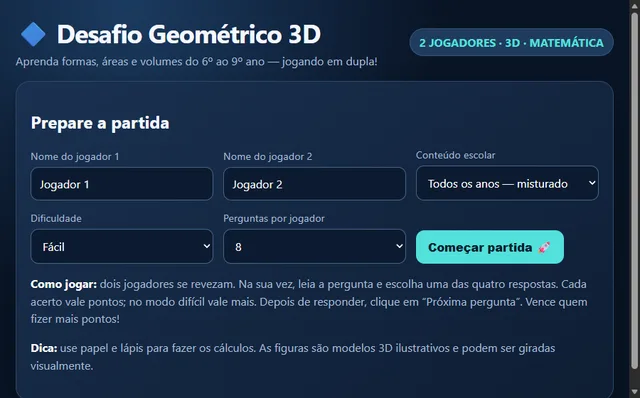 Desafio Geométrico 3D
2 JOGADORES · 3D · MATEMÁTICA
Aprenda formas, áreas e volumes do 6º ao 9º ano — jogando em dupla!
Prepare a partida
Nome do jogador 1
Nome do jogador 2
Conteúdo escolar
Jogador 1
Jogador 2
Todos os anos — misturado
Dificuldade
Perguntas por jogador
Fácil
8
Começar partida
Como jogar: dois jogadores se revezam. Na sua vez, leia a pergunta e escolha uma das quatro respostas. Cada
acerto vale pontos; no modo difícil vale mais. Depois de responder, clique em “Próxima pergunta”. Vence quem
fizer mais pontos!
Dica: use papel e lápis para fazer os cálculos. As figuras são modelos 3D ilustrativos e podem ser giradas
visualmente.